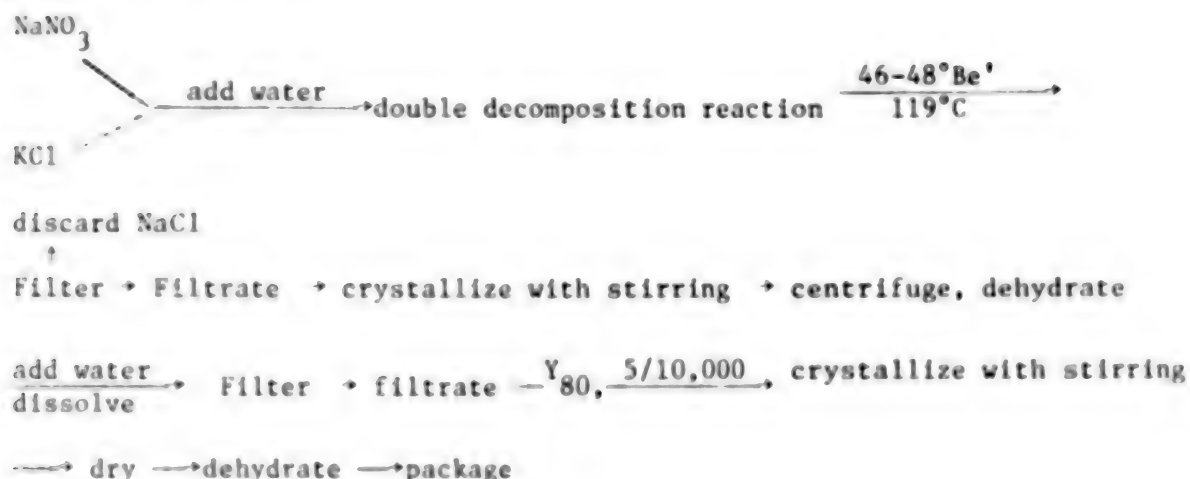 NaNO3
add water → double decomposition reaction 46-48°Be' →
119°C
KCl
discard NaCl
↑
Filter → Filtrate → crystallize with stirring → centrifuge, dehydrate
add water → Filter → filtrate — Y80, 5/10,000 → crystallize with stirring
dissolve
→ dry → dehydrate → package